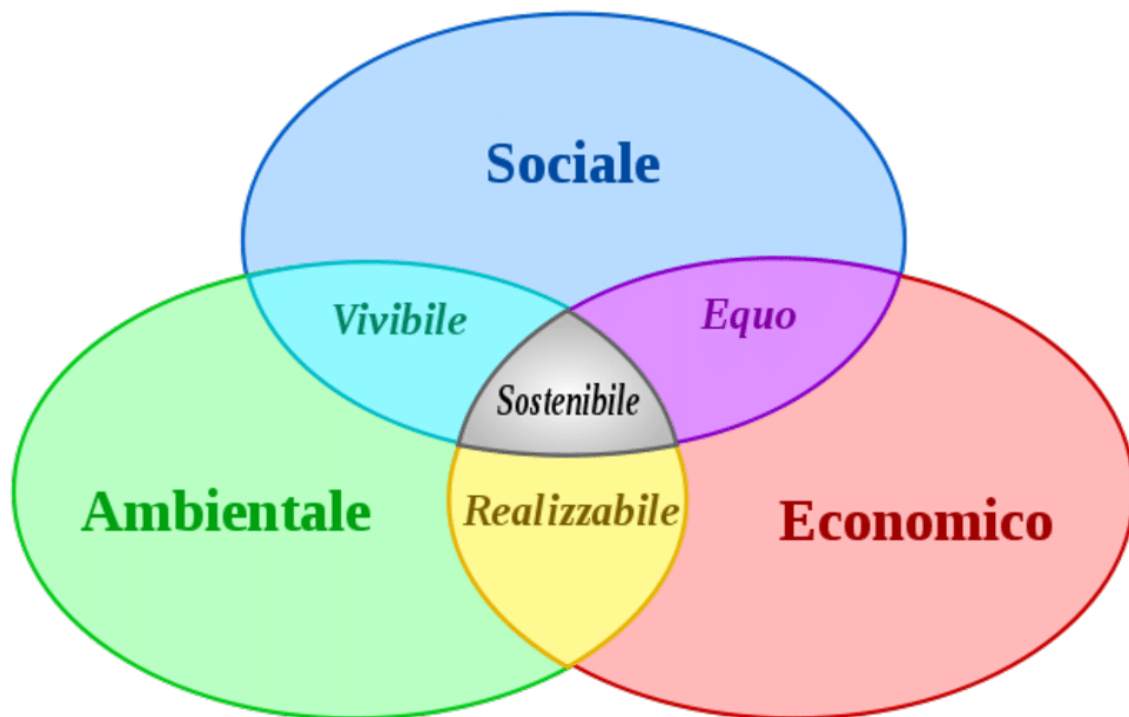 Sociale
Vivibile
Equo
Sostenibile
Ambientale
Realizzabile
Economico